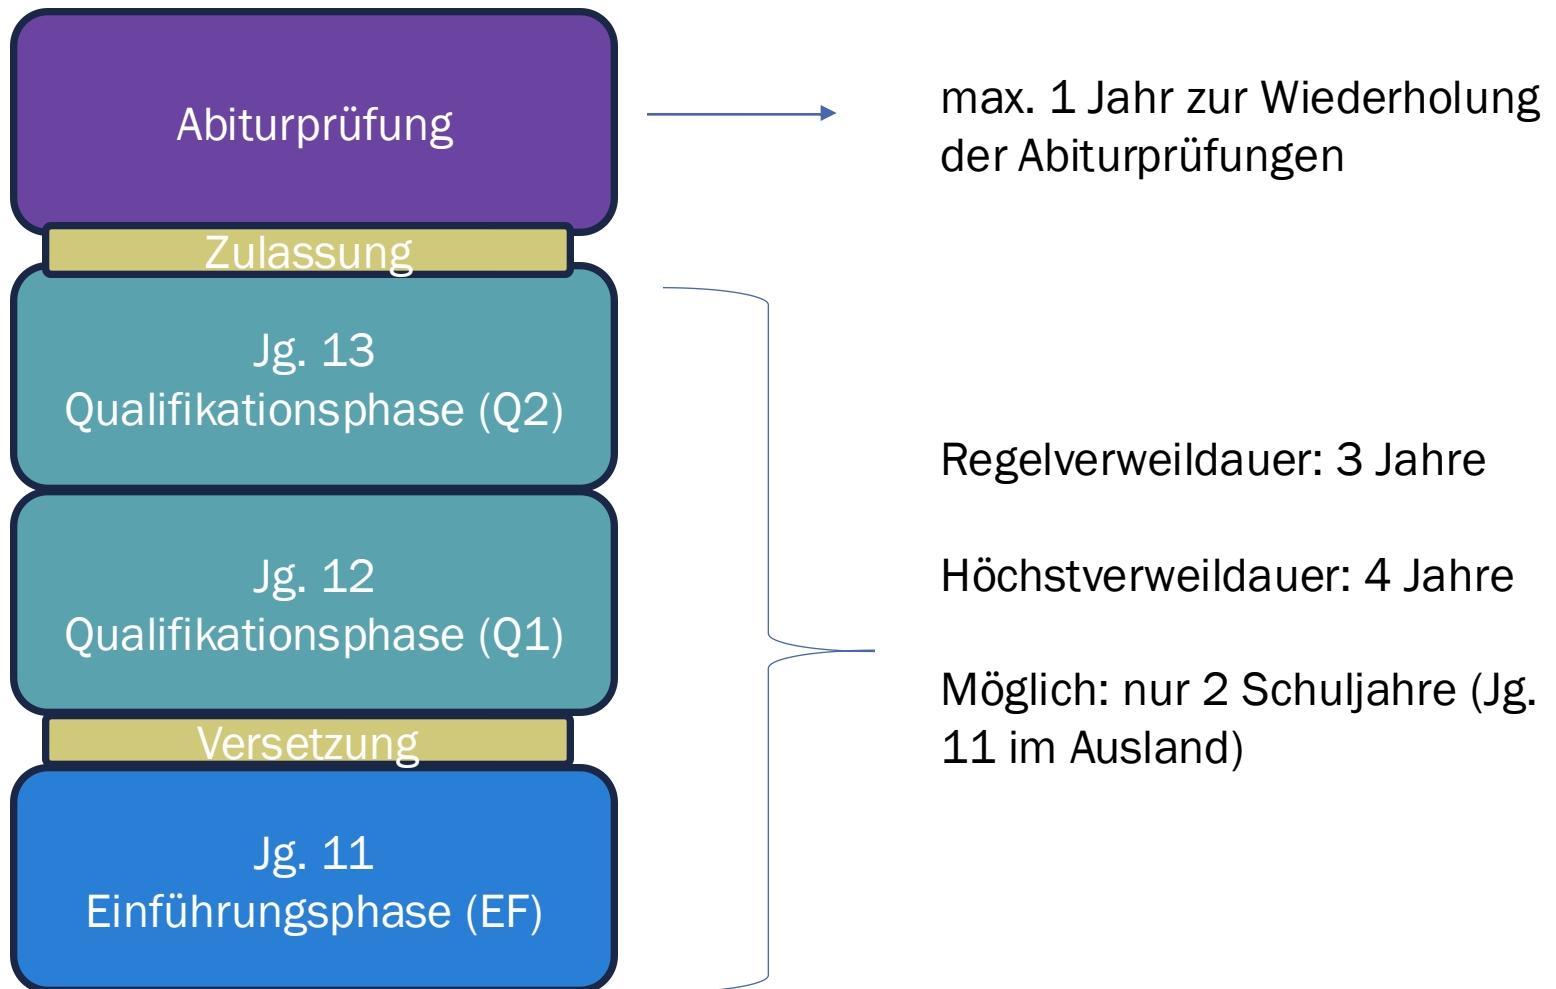 Abiturprüfung
max. 1 Jahr zur Wiederholung
der Abiturprüfungen
Zulassung
Jg. 13
Qualifikationsphase (Q2)
Jg. 12
Qualifikationsphase (Q1)
Versetzung
Jg. 11
Einführungsphase (EF)
Regelverweildauer: 3 Jahre
Höchstverweildauer: 4 Jahre
Möglich: nur 2 Schuljahre (Jg.
11 im Ausland)